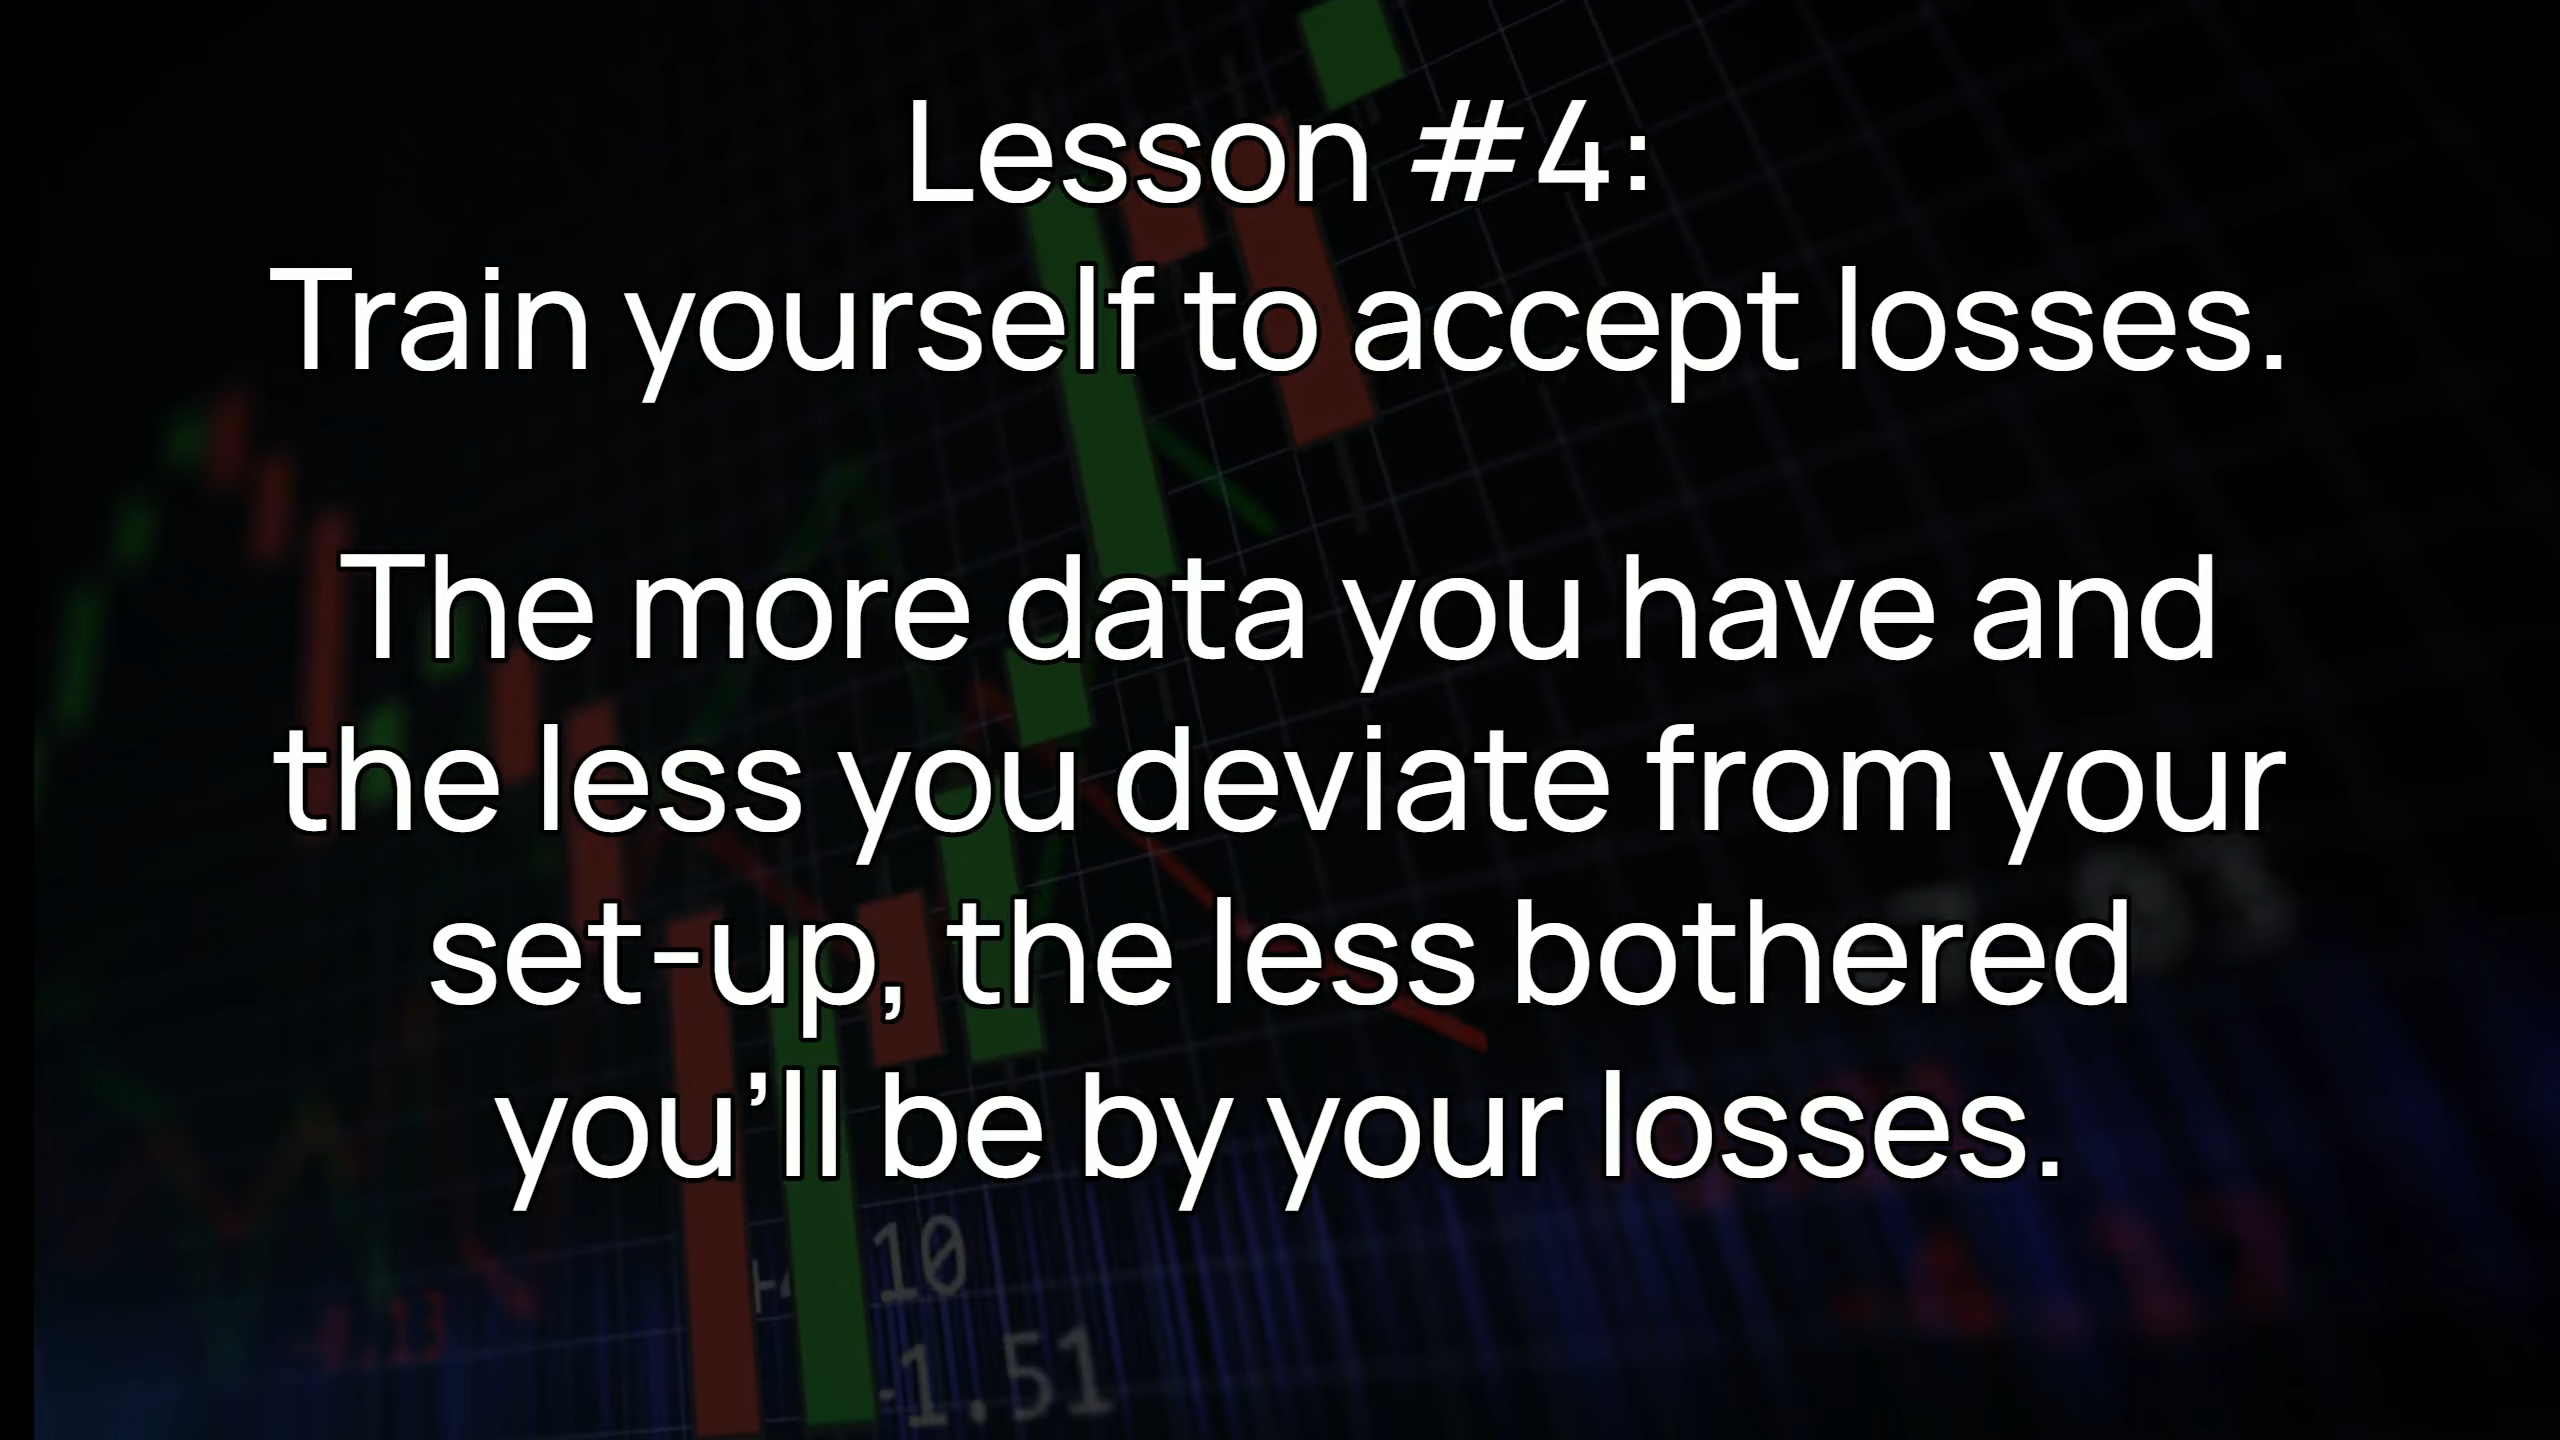 Lesson #4:
Train yourself to accept losses.
The more data you have and
the less you deviate from your
set-up, the less bothered
you’ll be by your losses.
10
-1.51